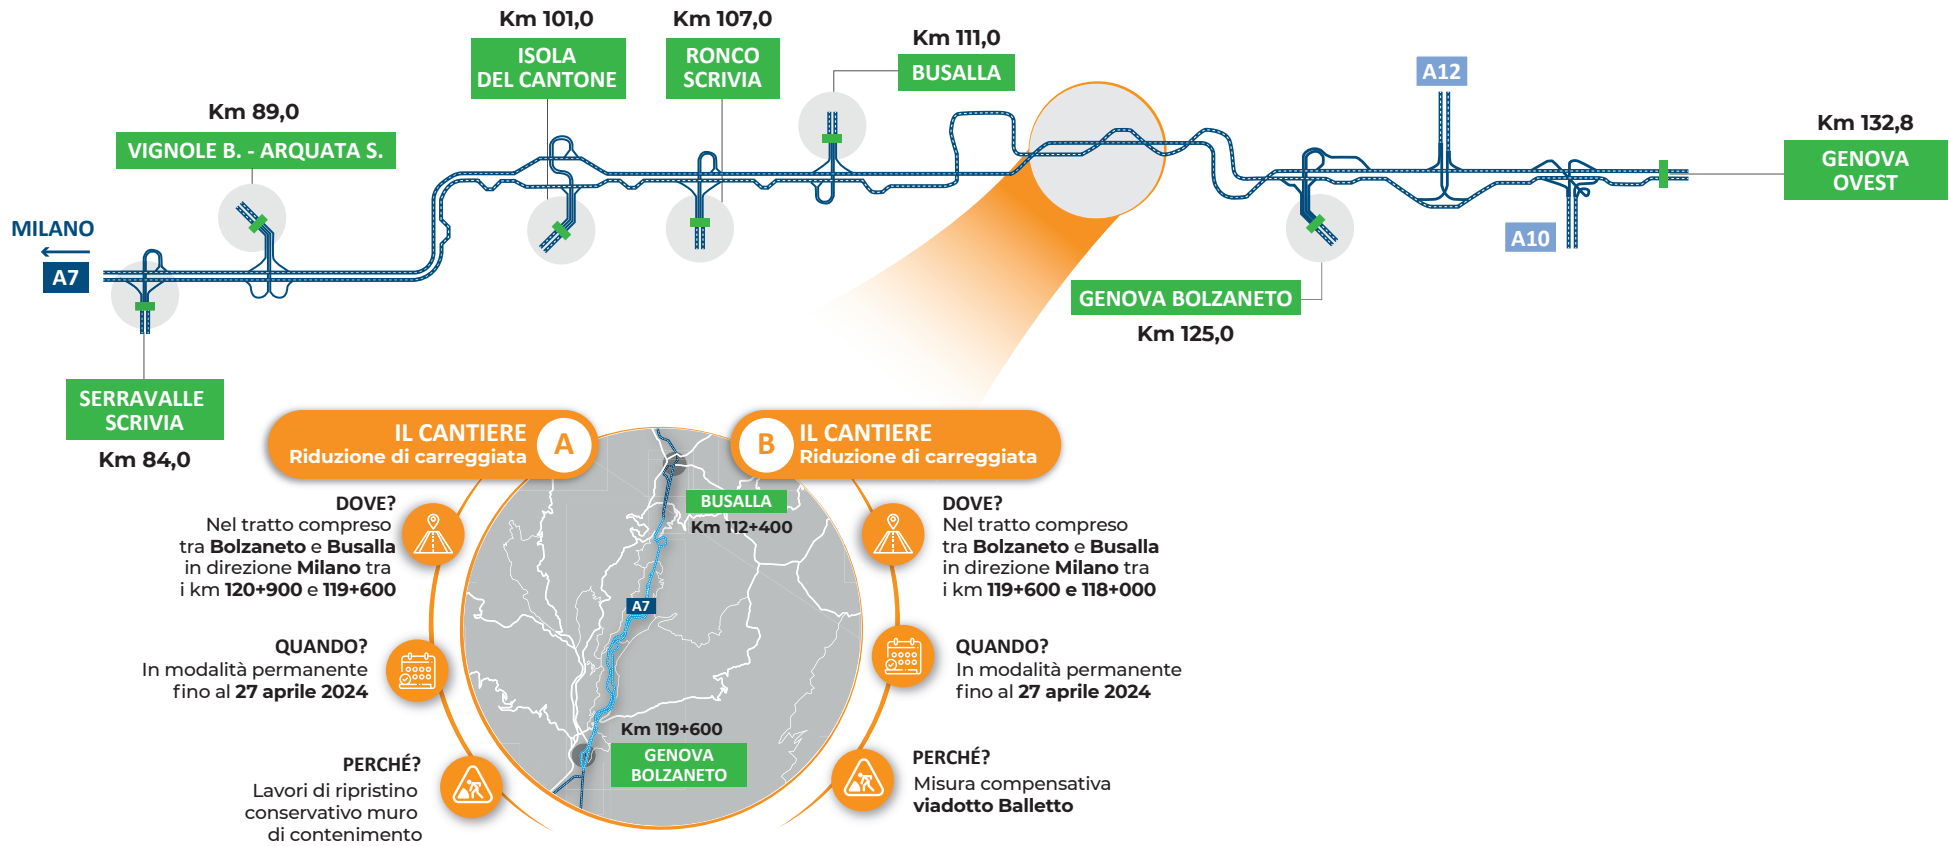 Km 101,0
ISOLA
DEL CANTONE
Km 107,0
RONCO
SCRIVIA
Km 111,0
BUSALLA
A12
Km 132,8
GENOVA
OVEST
Km 89,0
VIGNOLE B. - ARQUATA S.
MILANO
A7
A10
GENOVA BOLZANETO
Km 125,0
SERRAVALLE
SCRIVIA
Km 84,0
IL CANTIERE
Riduzione di carreggiata
A
DOVE?
Nel tratto compreso
tra Bolzaneto e Busalla
in direzione Milano tra
i km 120+900 e 119+600
QUANDO?
In modalità permanente
fino al 27 aprile 2024
PERCHÉ?
Lavori di ripristino
conservativo muro
di contenimento
BUSALLA
Km 112+400
A7
Km 119+600
GENOVA
BOLZANETO
B
IL CANTIERE
Riduzione di carreggiata
DOVE?
Nel tratto compreso
tra Bolzaneto e Busalla
in direzione Milano tra
i km 119+600 e 118+000
QUANDO?
In modalità permanente
fino al 27 aprile 2024
PERCHÉ?
Misura compensativa
viadotto Balletto